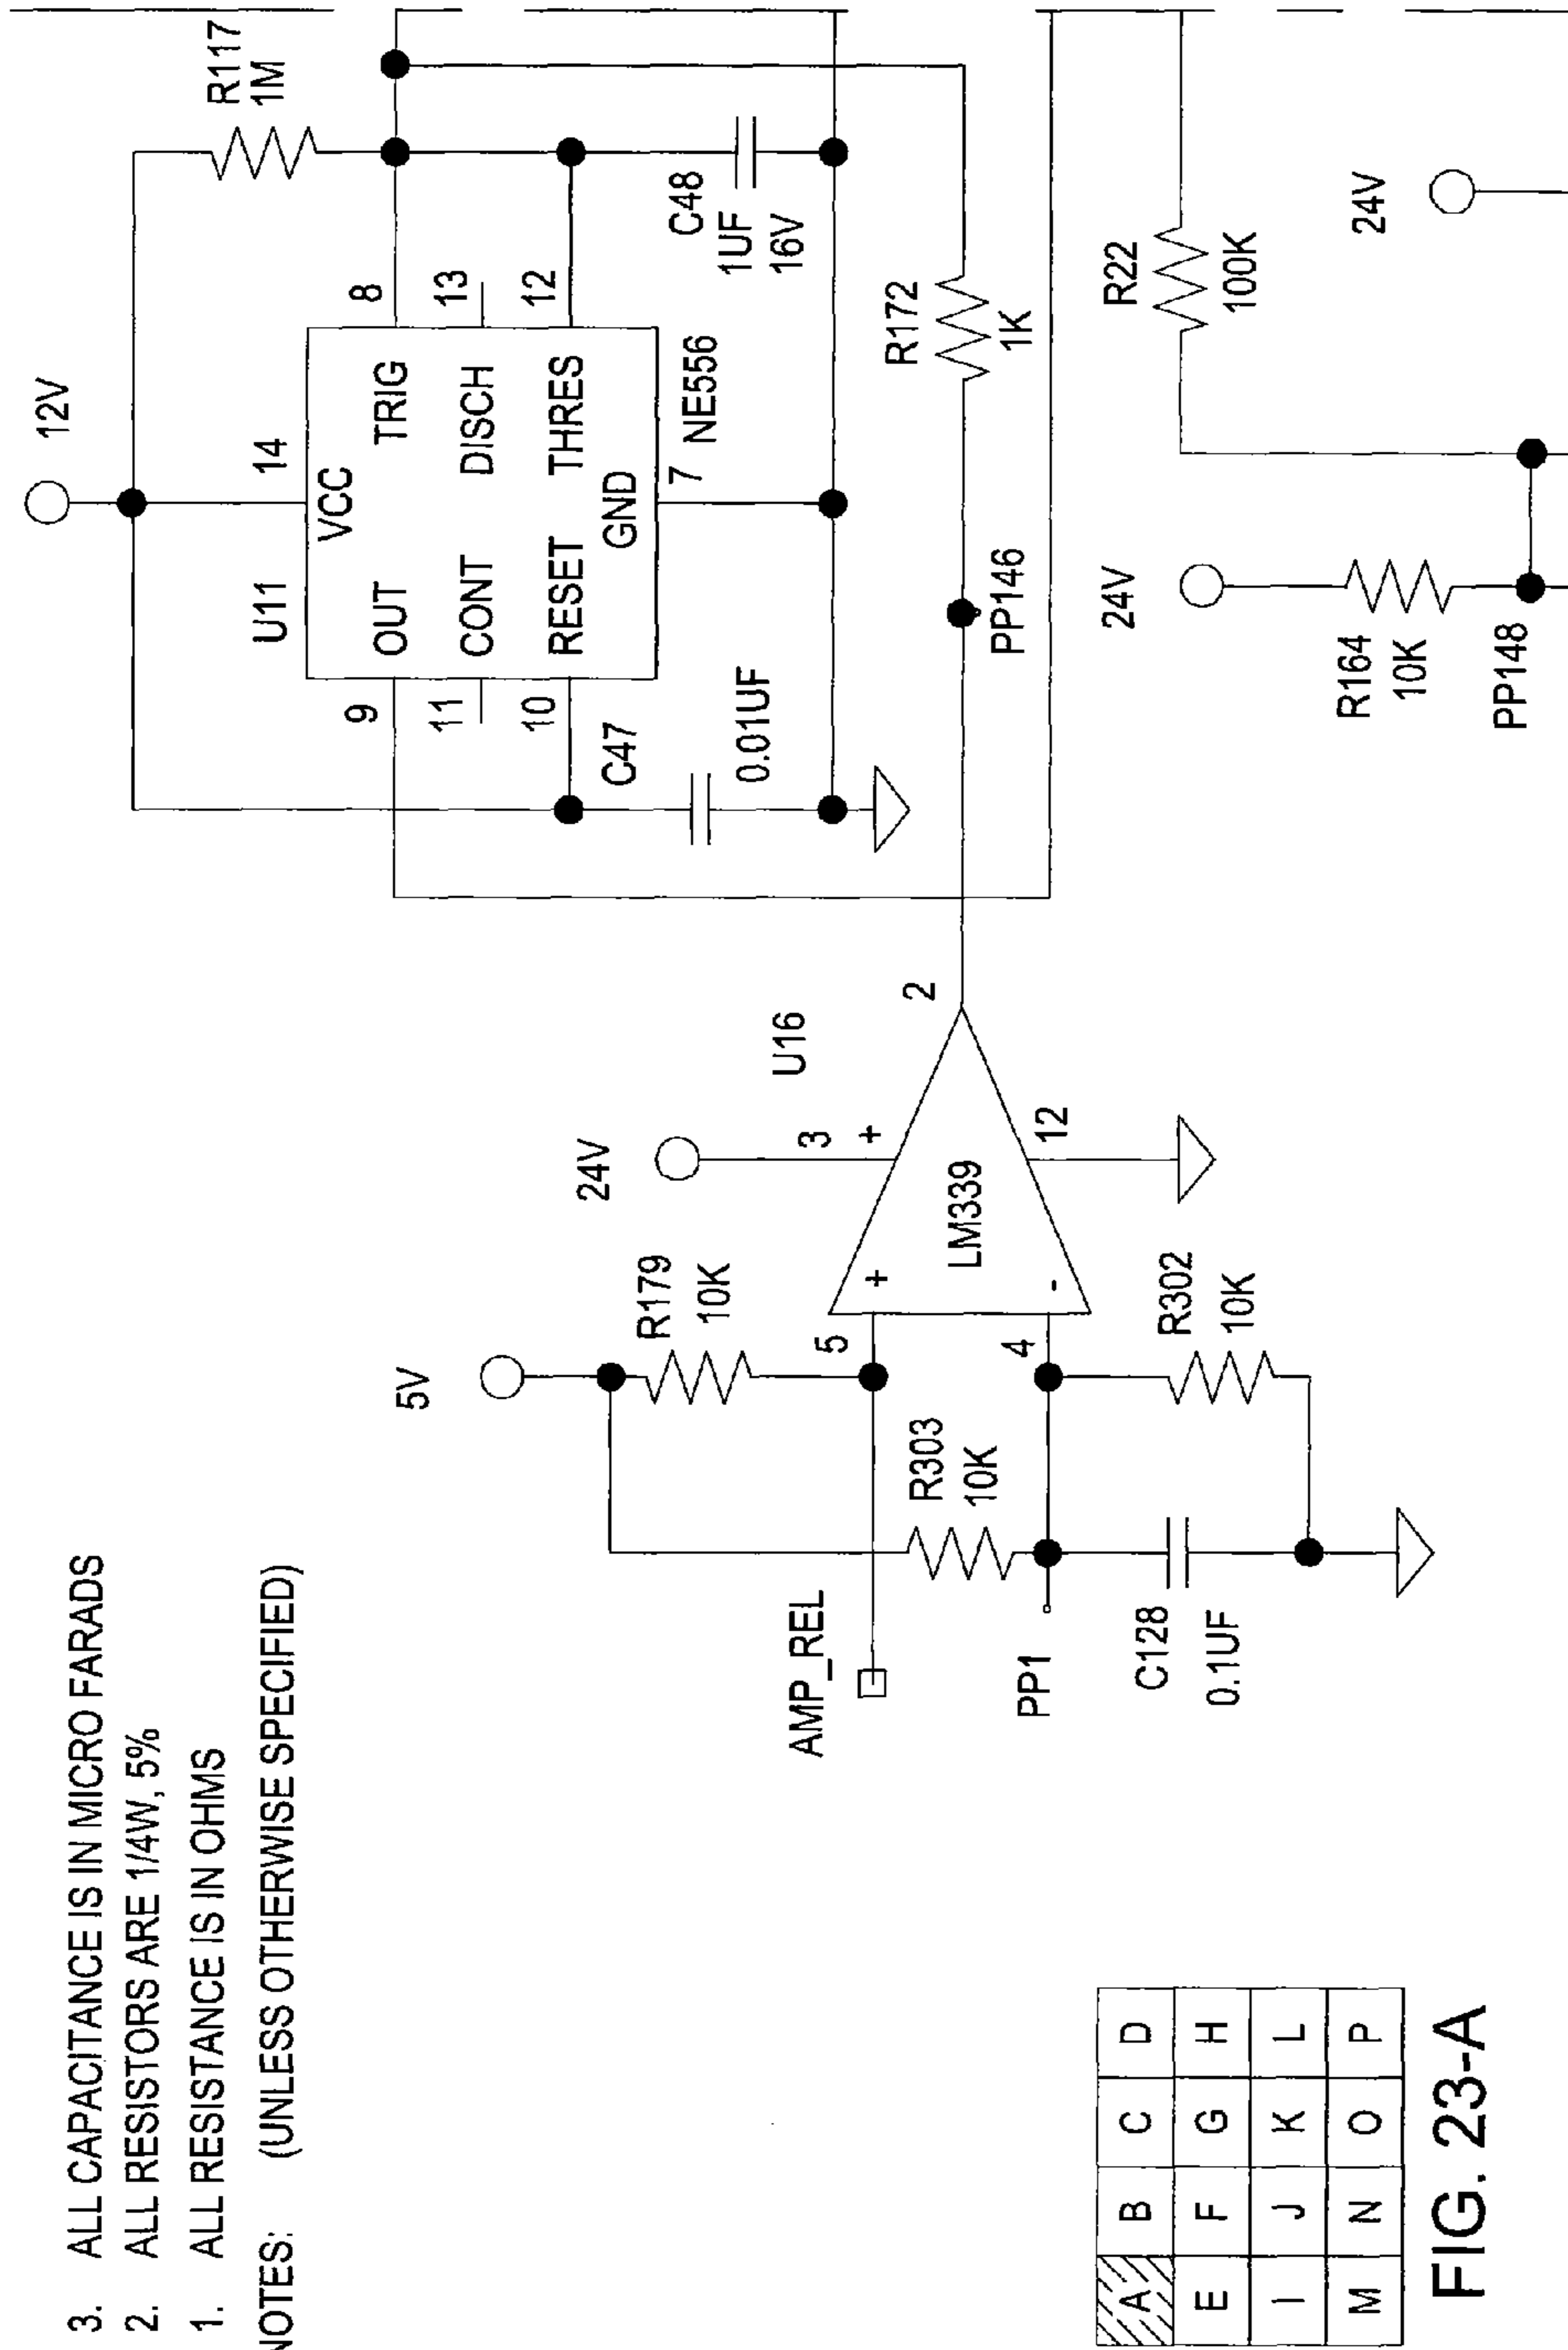 3. ALL CAPACITANCE IS IN MICRO FARADS
2. ALL RESISTORS ARE 1/4W, 5%
1. ALL RESISTANCE IS IN OHMS
NOTES: (UNLESS OTHERWISE SPECIFIED)
12V
R117
1M
U11
14
VCC
9
OUT
TRIG
8
11
CONT
DISCH
13
10
RESET
THRES
12
GND
7
NE556
C47
0.01UF
C48
1UF
16V
5V
24V
R179
10K
U16
3
+
AMP_REL
5
+
LM339
2
R303
10K
4
-
12
PP1
R302
10K
C128
0.1UF
PP146
R172
1K
24V
R22
100K
R164
10K
24V
PP148
A B C D
E F G H
I J K L
M N O P
FIG. 23-A